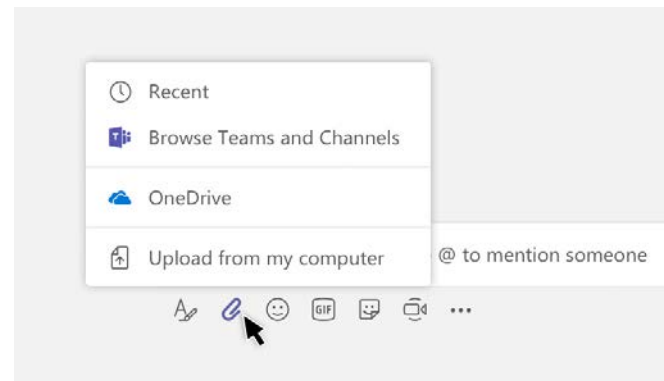 Recent
Browse Teams and Channels
OneDrive
Upload from my computer
@ to mention someone
GIF